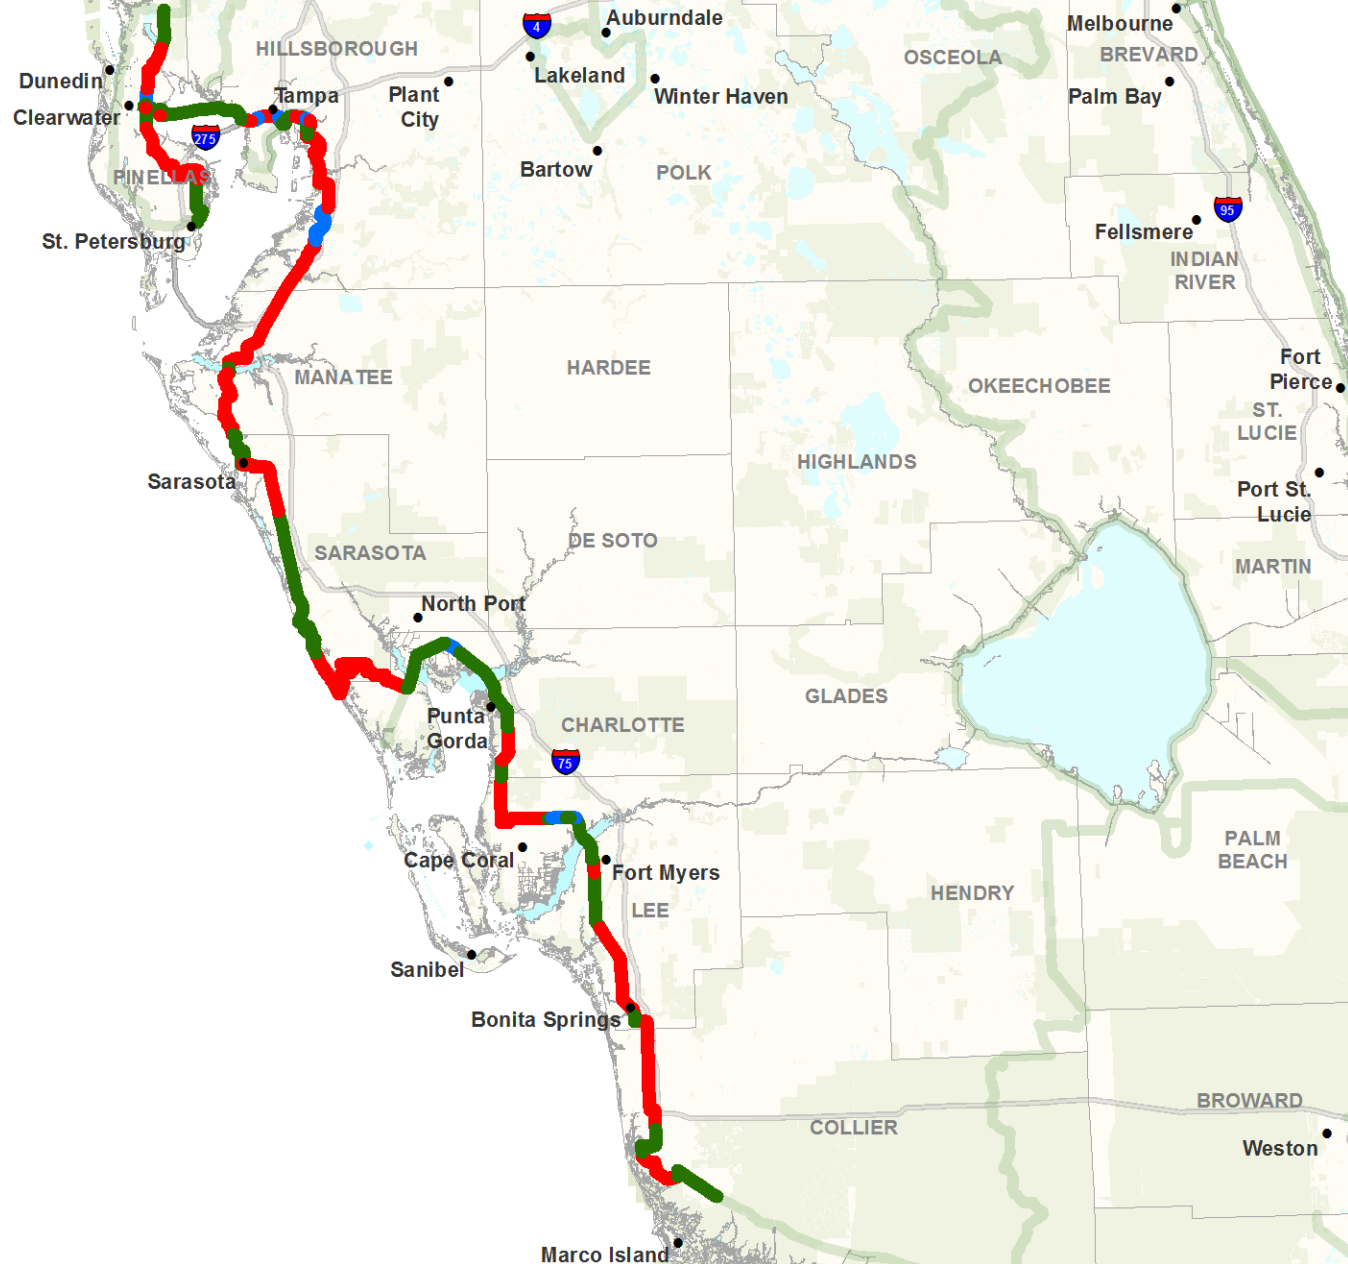 Melbourne
Auburndale
4
HILLSBOROUGH
BREVARD
OSCEOLA
Dunedin
Lakeland
Plant
City
Tampa
Winter Haven
Palm Bay
Clearwater
275
Bartow
POLK
PINELLAS
95
Fellsmere
St. Petersburg
INDIAN
RIVER
Fort
Pierce
HARDEE
MANATEE
OKEECHOBEE
ST.
LUCIE
HIGHLANDS
Sarasota
Port St.
Lucie
DE SOTO
SARASOTA
MARTIN
North Port
GLADES
Punta
Gorda
CHARLOTTE
75
PALM
BEACH
Cape Coral
Fort Myers
HENDRY
LEE
Sanibel
Bonita Springs
BROWARD
COLLIER
Weston
Marco Island